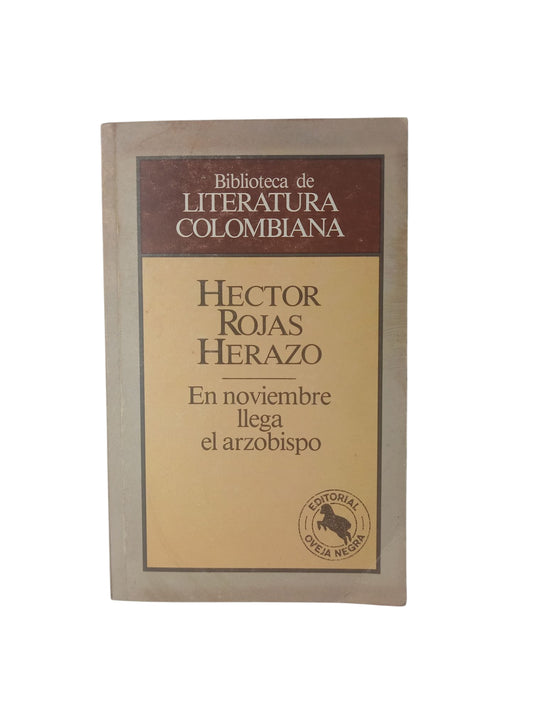 Biblioteca de
LITERATURA
COLOMBIANA
HECTOR
ROJAS
HERAZO
En noviembre
llega
el arzobispo
EDITORIAL
OVEJA NEGRA